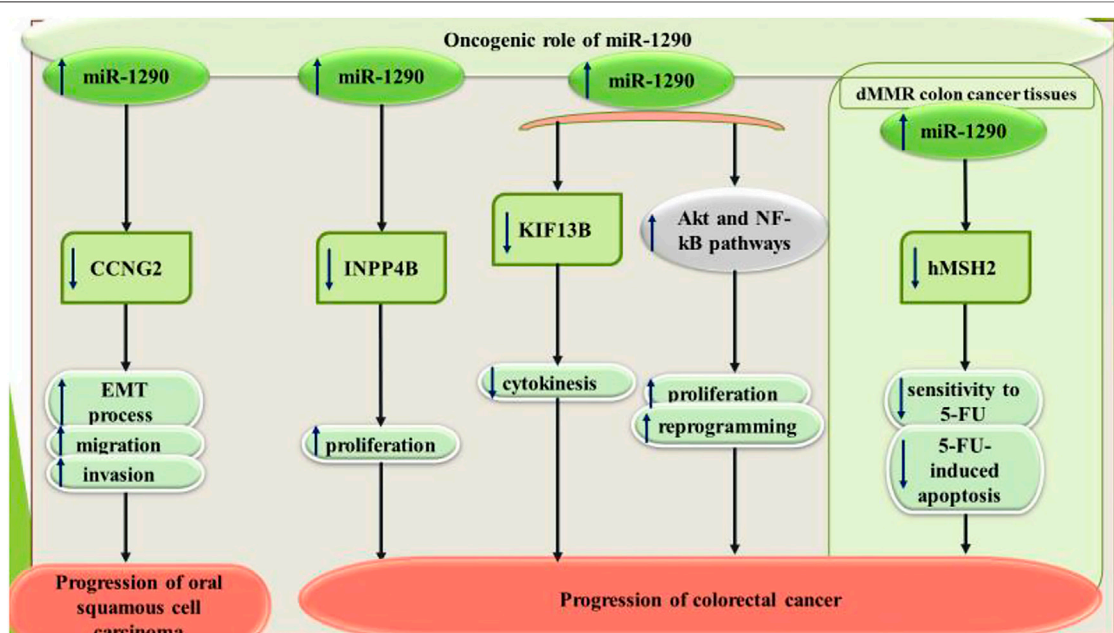 Oncogenic role of miR-1290
miR-1290
miR-1290
miR-1290
dMMR colon cancer tissues
miR-1290
CCNG2
INPP4B
KIF13B
Akt and NF-
kB pathways
hMSH2
EMT
process
migration
invasion
proliferation
cytokinesis
proliferation
reprogramming
sensitivity to
5-FU
5-FU-
induced
apoptosis
Progression of oral
squamous cell
carcinoma
Progression of colorectal cancer